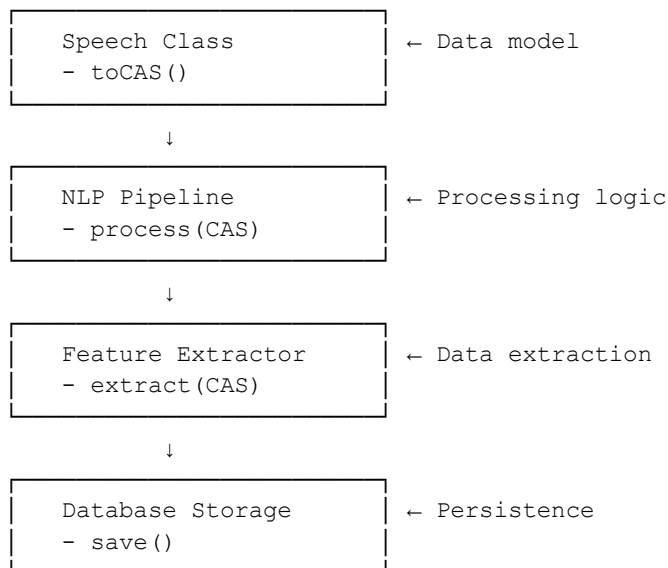 Speech Class ← Data model
- toCAS()
↓
NLP Pipeline ← Processing logic
- process(CAS)
↓
Feature Extractor ← Data extraction
- extract(CAS)
↓
Database Storage ← Persistence
- save()